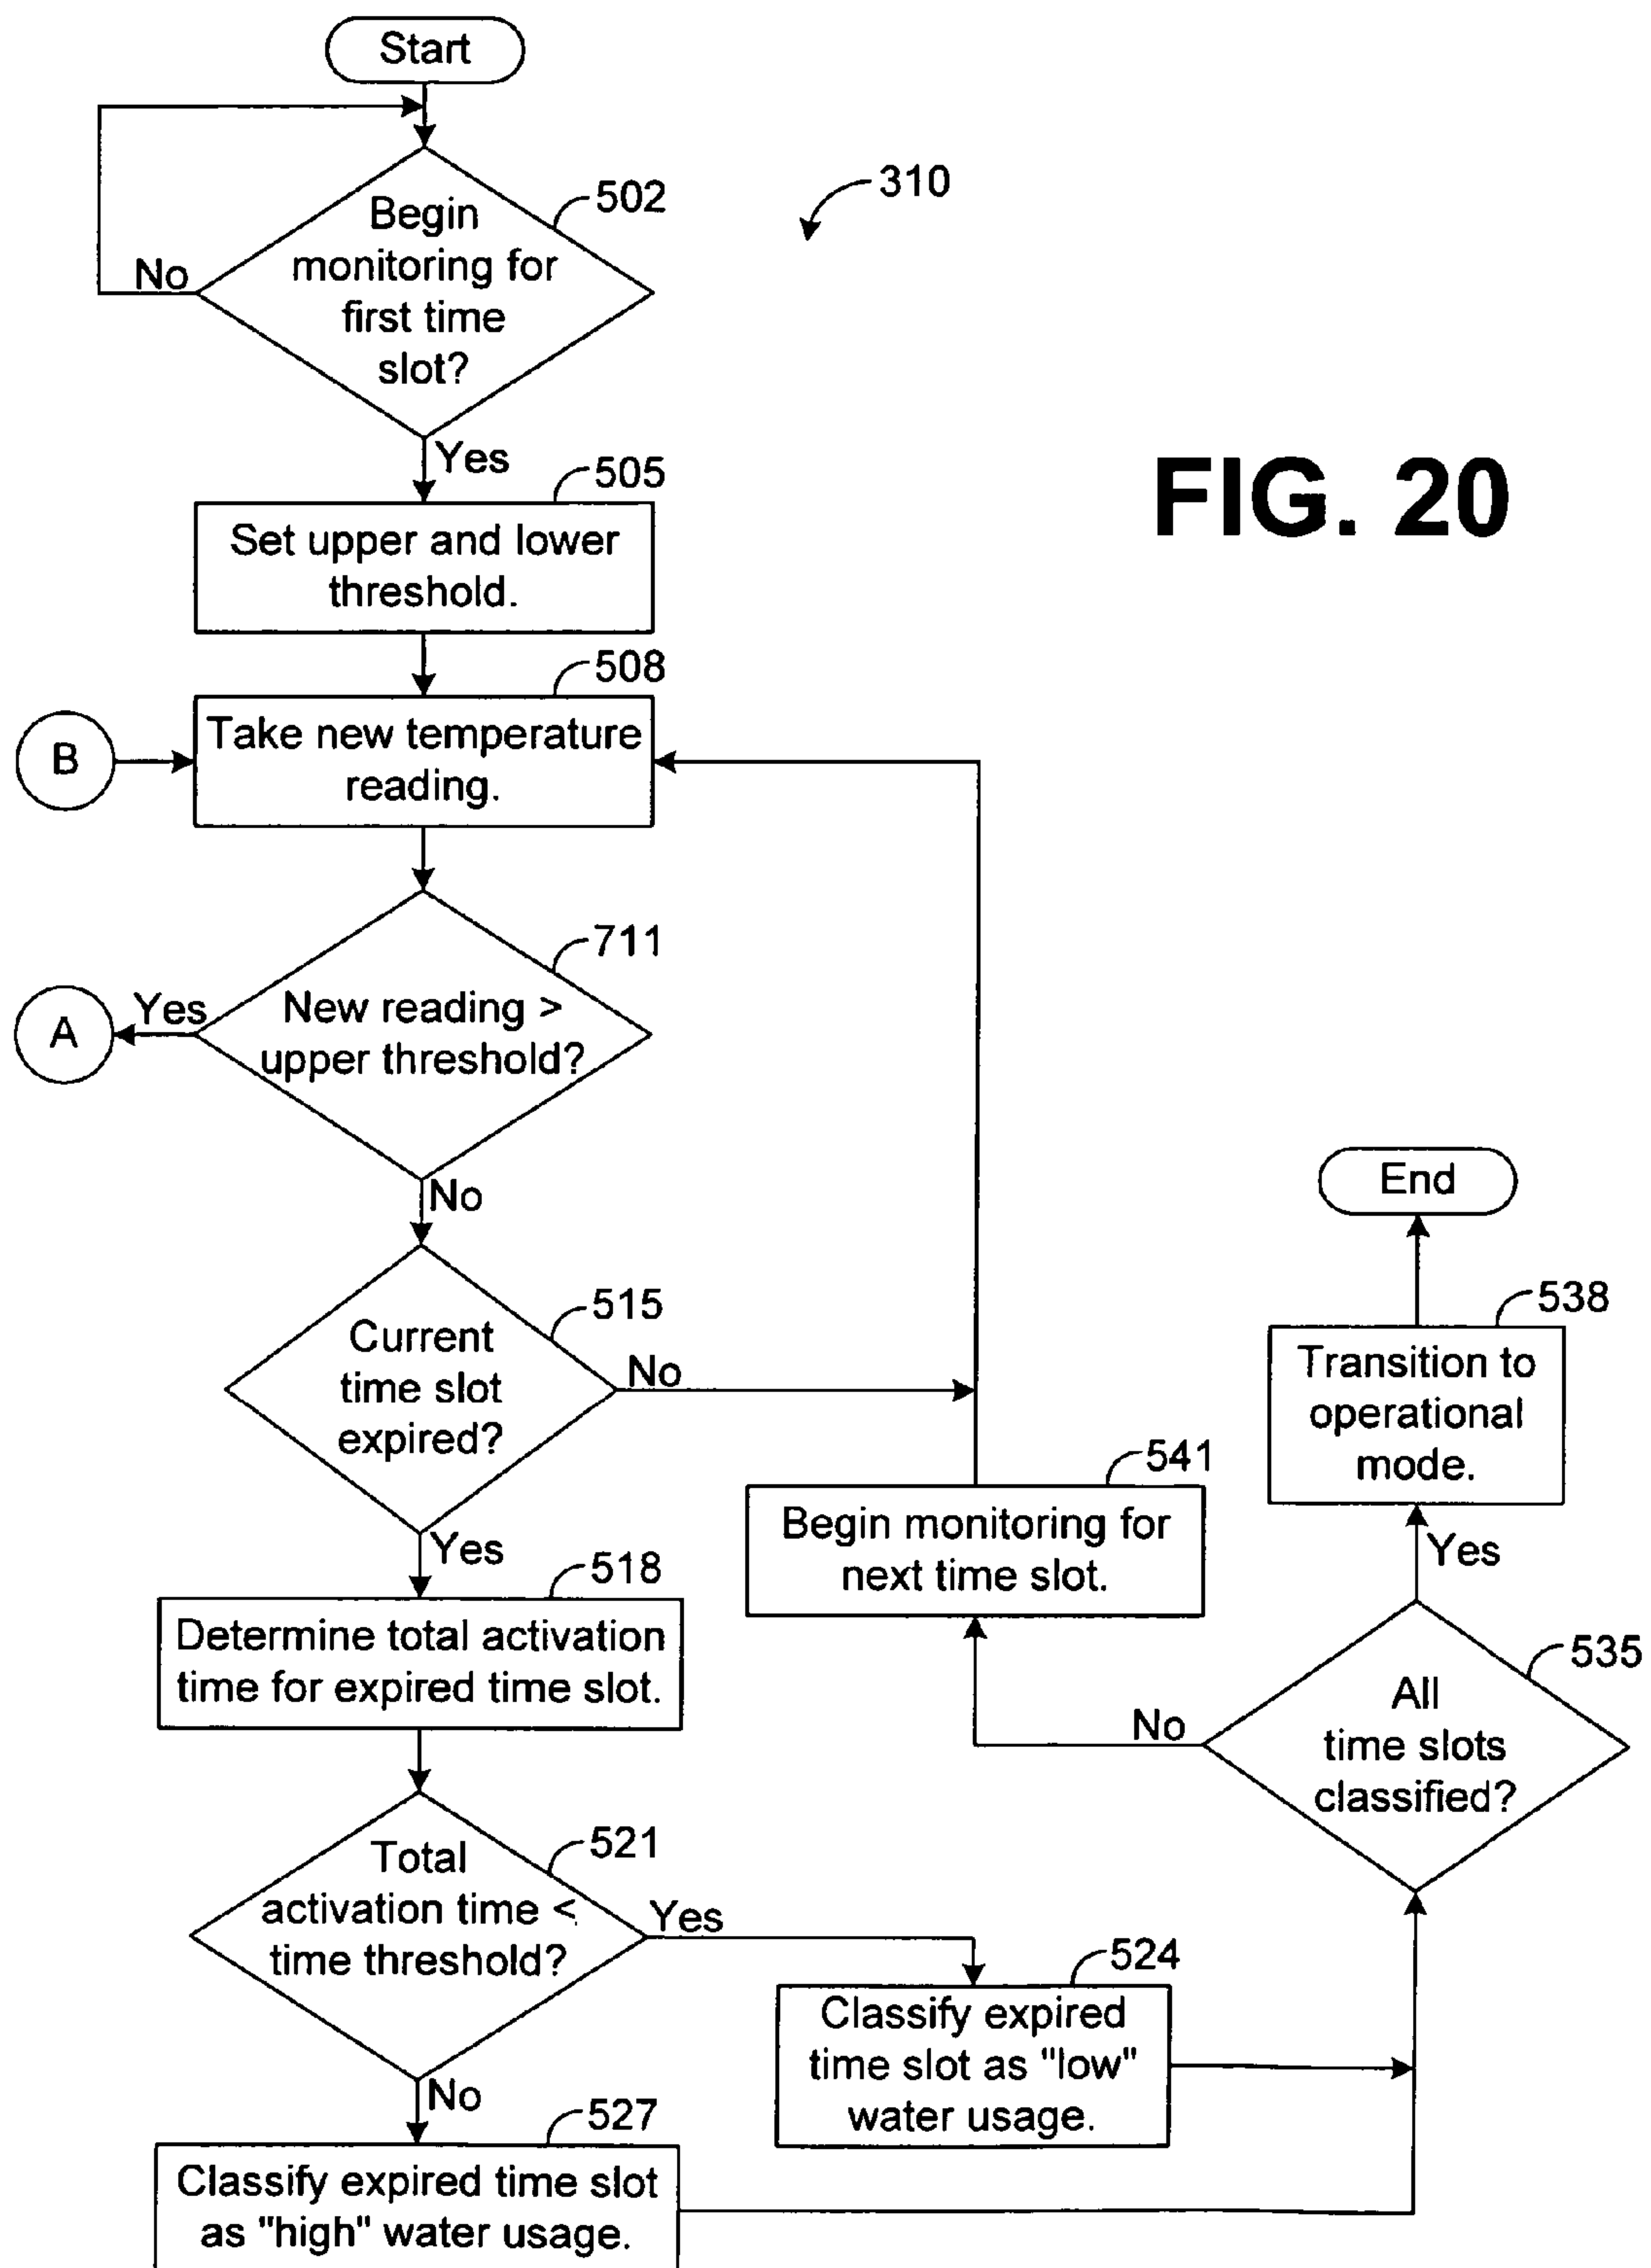 Start
502
310
Begin
monitoring for
first time
slot?
No
Yes
FIG. 20
505
Set upper and lower
threshold.
508
B
Take new temperature
reading.
711
A
Yes
New reading >
upper threshold?
No
515
Current
time slot
expired?
No
Yes
End
538
Transition to
operational
mode.
541
Begin monitoring for
next time slot.
Yes
518
Determine total activation
time for expired time slot.
535
All
time slots
classified?
No
521
Total
activation time <
time threshold?
Yes
524
Classify expired
time slot as "low"
water usage.
No
527
Classify expired time slot
as "high" water usage.